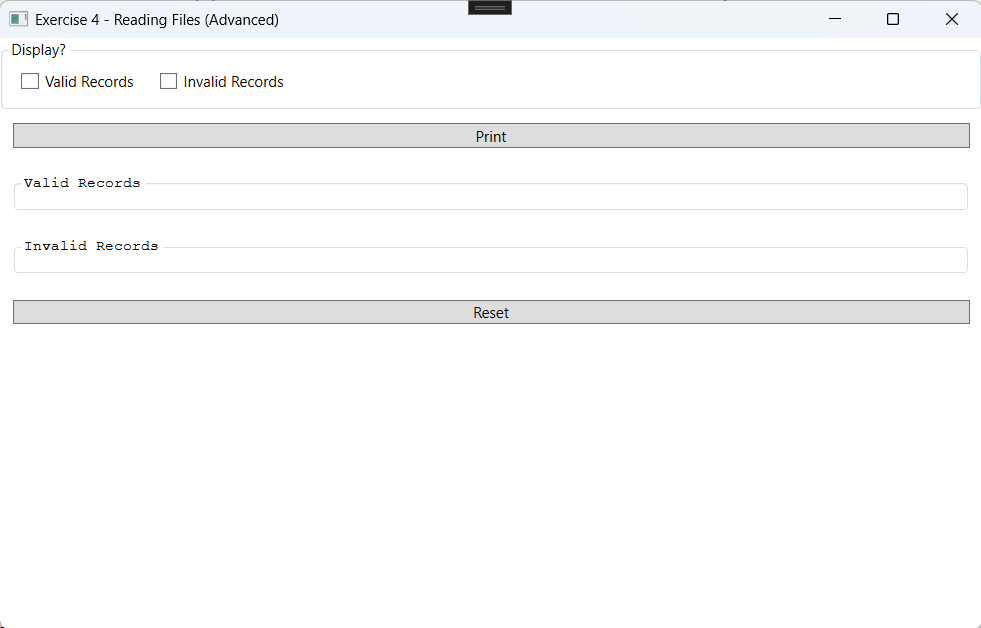 Exercise 4 - Reading Files (Advanced)
Display?
Valid Records Invalid Records
Print
Valid Records
Invalid Records
Reset